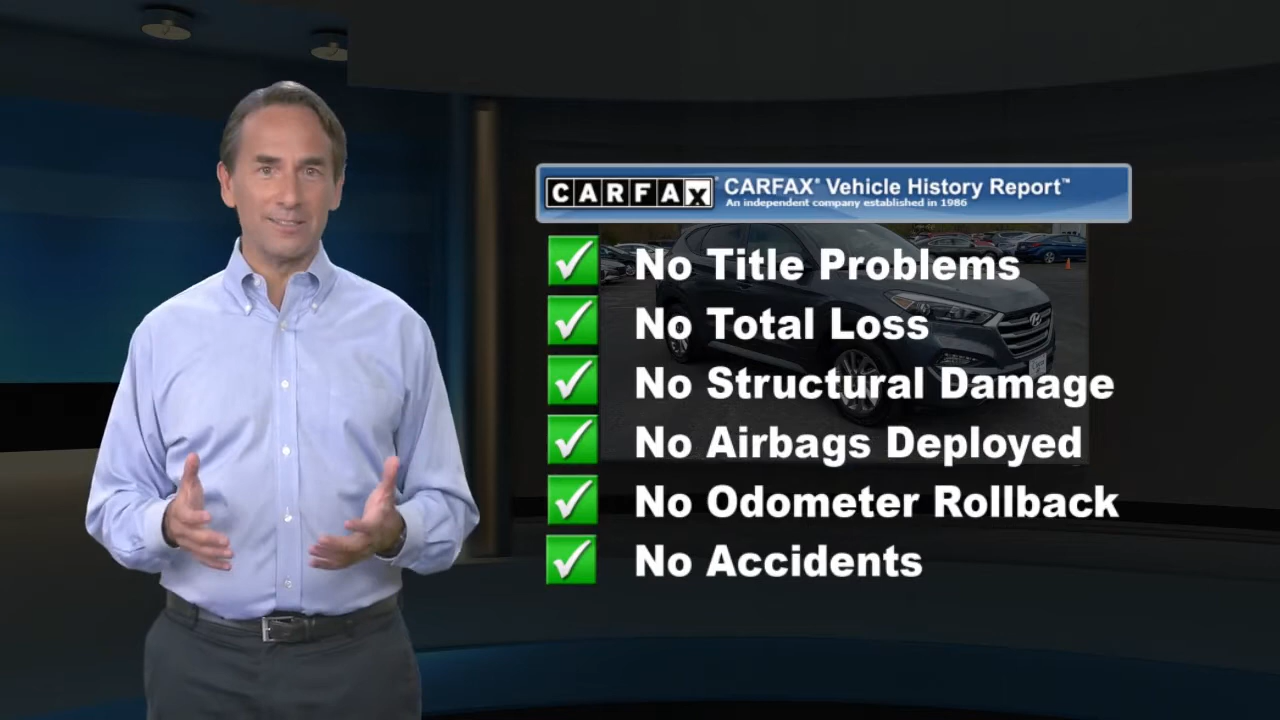 CARFAX® CARFAX® Vehicle History Report™
An independent company established in 1986
No Title Problems
No Total Loss
No Structural Damage
No Airbags Deployed
No Odometer Rollback
No Accidents